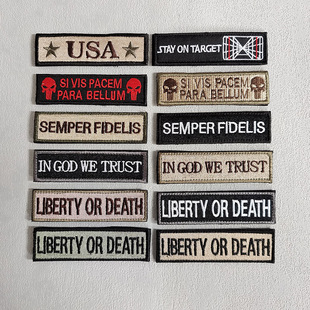 USA
STAY ON TARGET
SI VIS PACEM
PARA BELLUM
SI VIS PACEM
PARA BELLUM
SEMPER FIDELIS
SEMPER FIDELIS
IN GOD WE TRUST
IN GOD WE TRUST
LIBERTY OR DEATH
LIBERTY OR DEATH
LIBERTY OR DEATH
LIBERTY OR DEATH